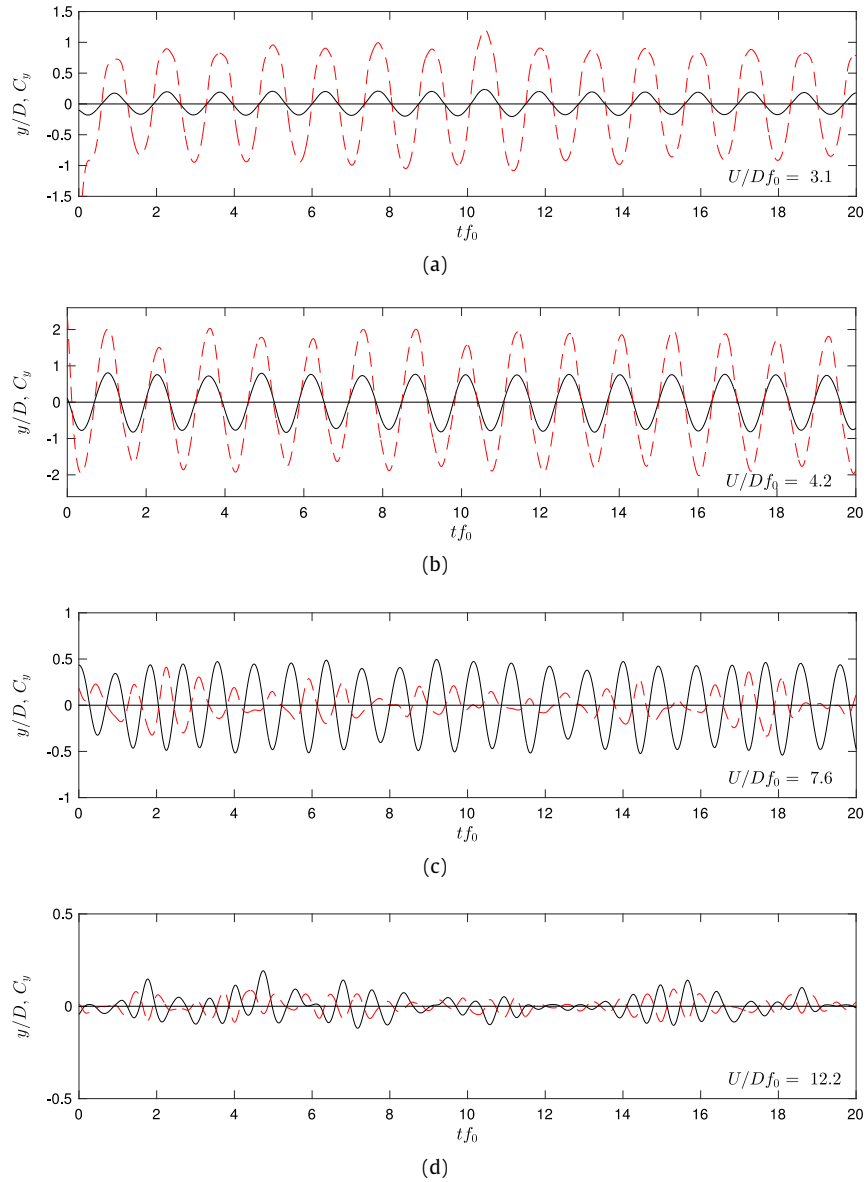 1.5
1
0.5
0
-0.5
-1
-1.5
y/D, C_y
U/Df_0 = 3.1
0 2 4 6 8 10 12 14 16 18 20
tf_0
(a)
2
1
0
-1
-2
y/D, C_y
U/Df_0 = 4.2
0 2 4 6 8 10 12 14 16 18 20
tf_0
(b)
1
0.5
0
-0.5
-1
y/D, C_y
U/Df_0 = 7.6
0 2 4 6 8 10 12 14 16 18 20
tf_0
(c)
0.5
0
-0.5
y/D, C_y
U/Df_0 = 12.2
0 2 4 6 8 10 12 14 16 18 20
tf_0
(d)